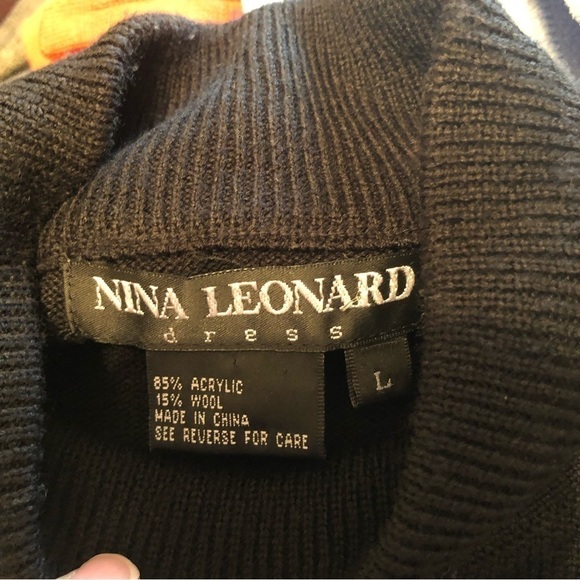 NINA LEONARD
dress
L
85% ACRYLIC
15% WOOL
MADE IN CHINA
SEE REVERSE FOR CARE